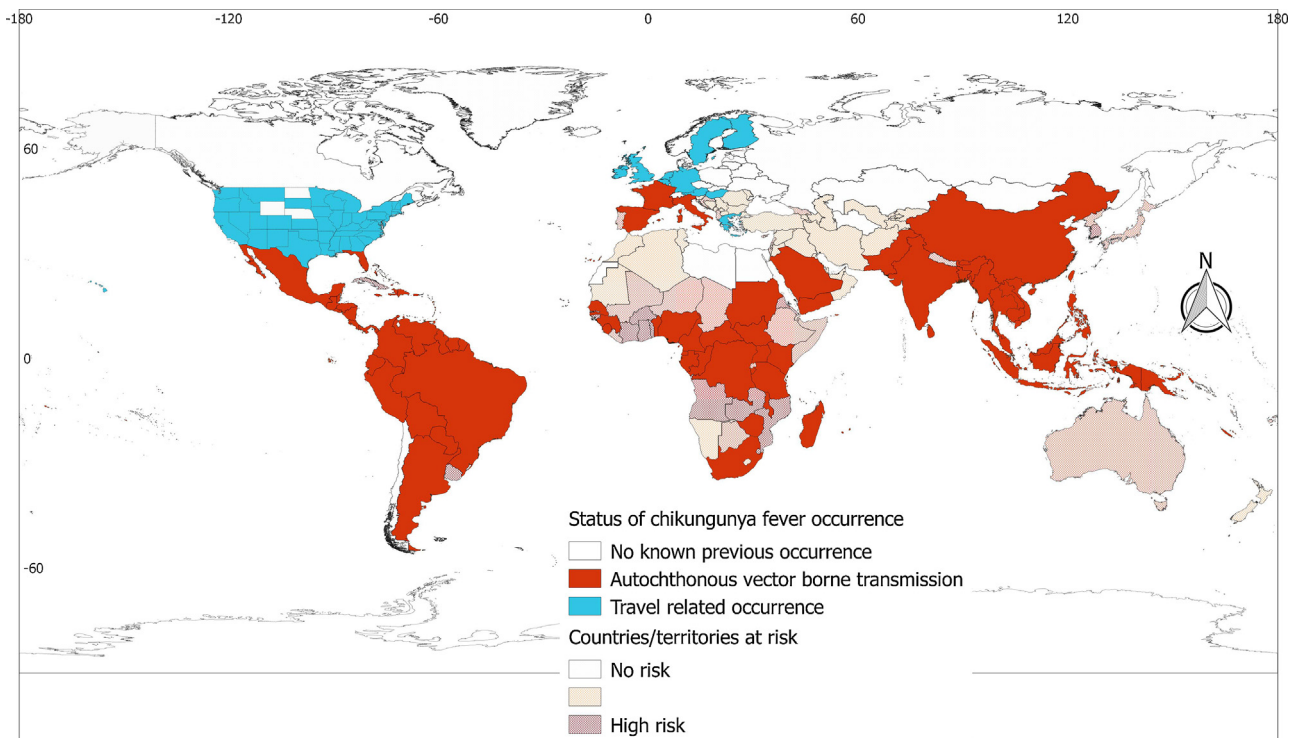 -180 -120 -60 0 60 120 180
60
N
0
Status of chikungunya fever occurrence
No known previous occurrence
-60
Autochthonous vector borne transmission
Travel related occurrence
Countries/territories at risk
No risk
High risk